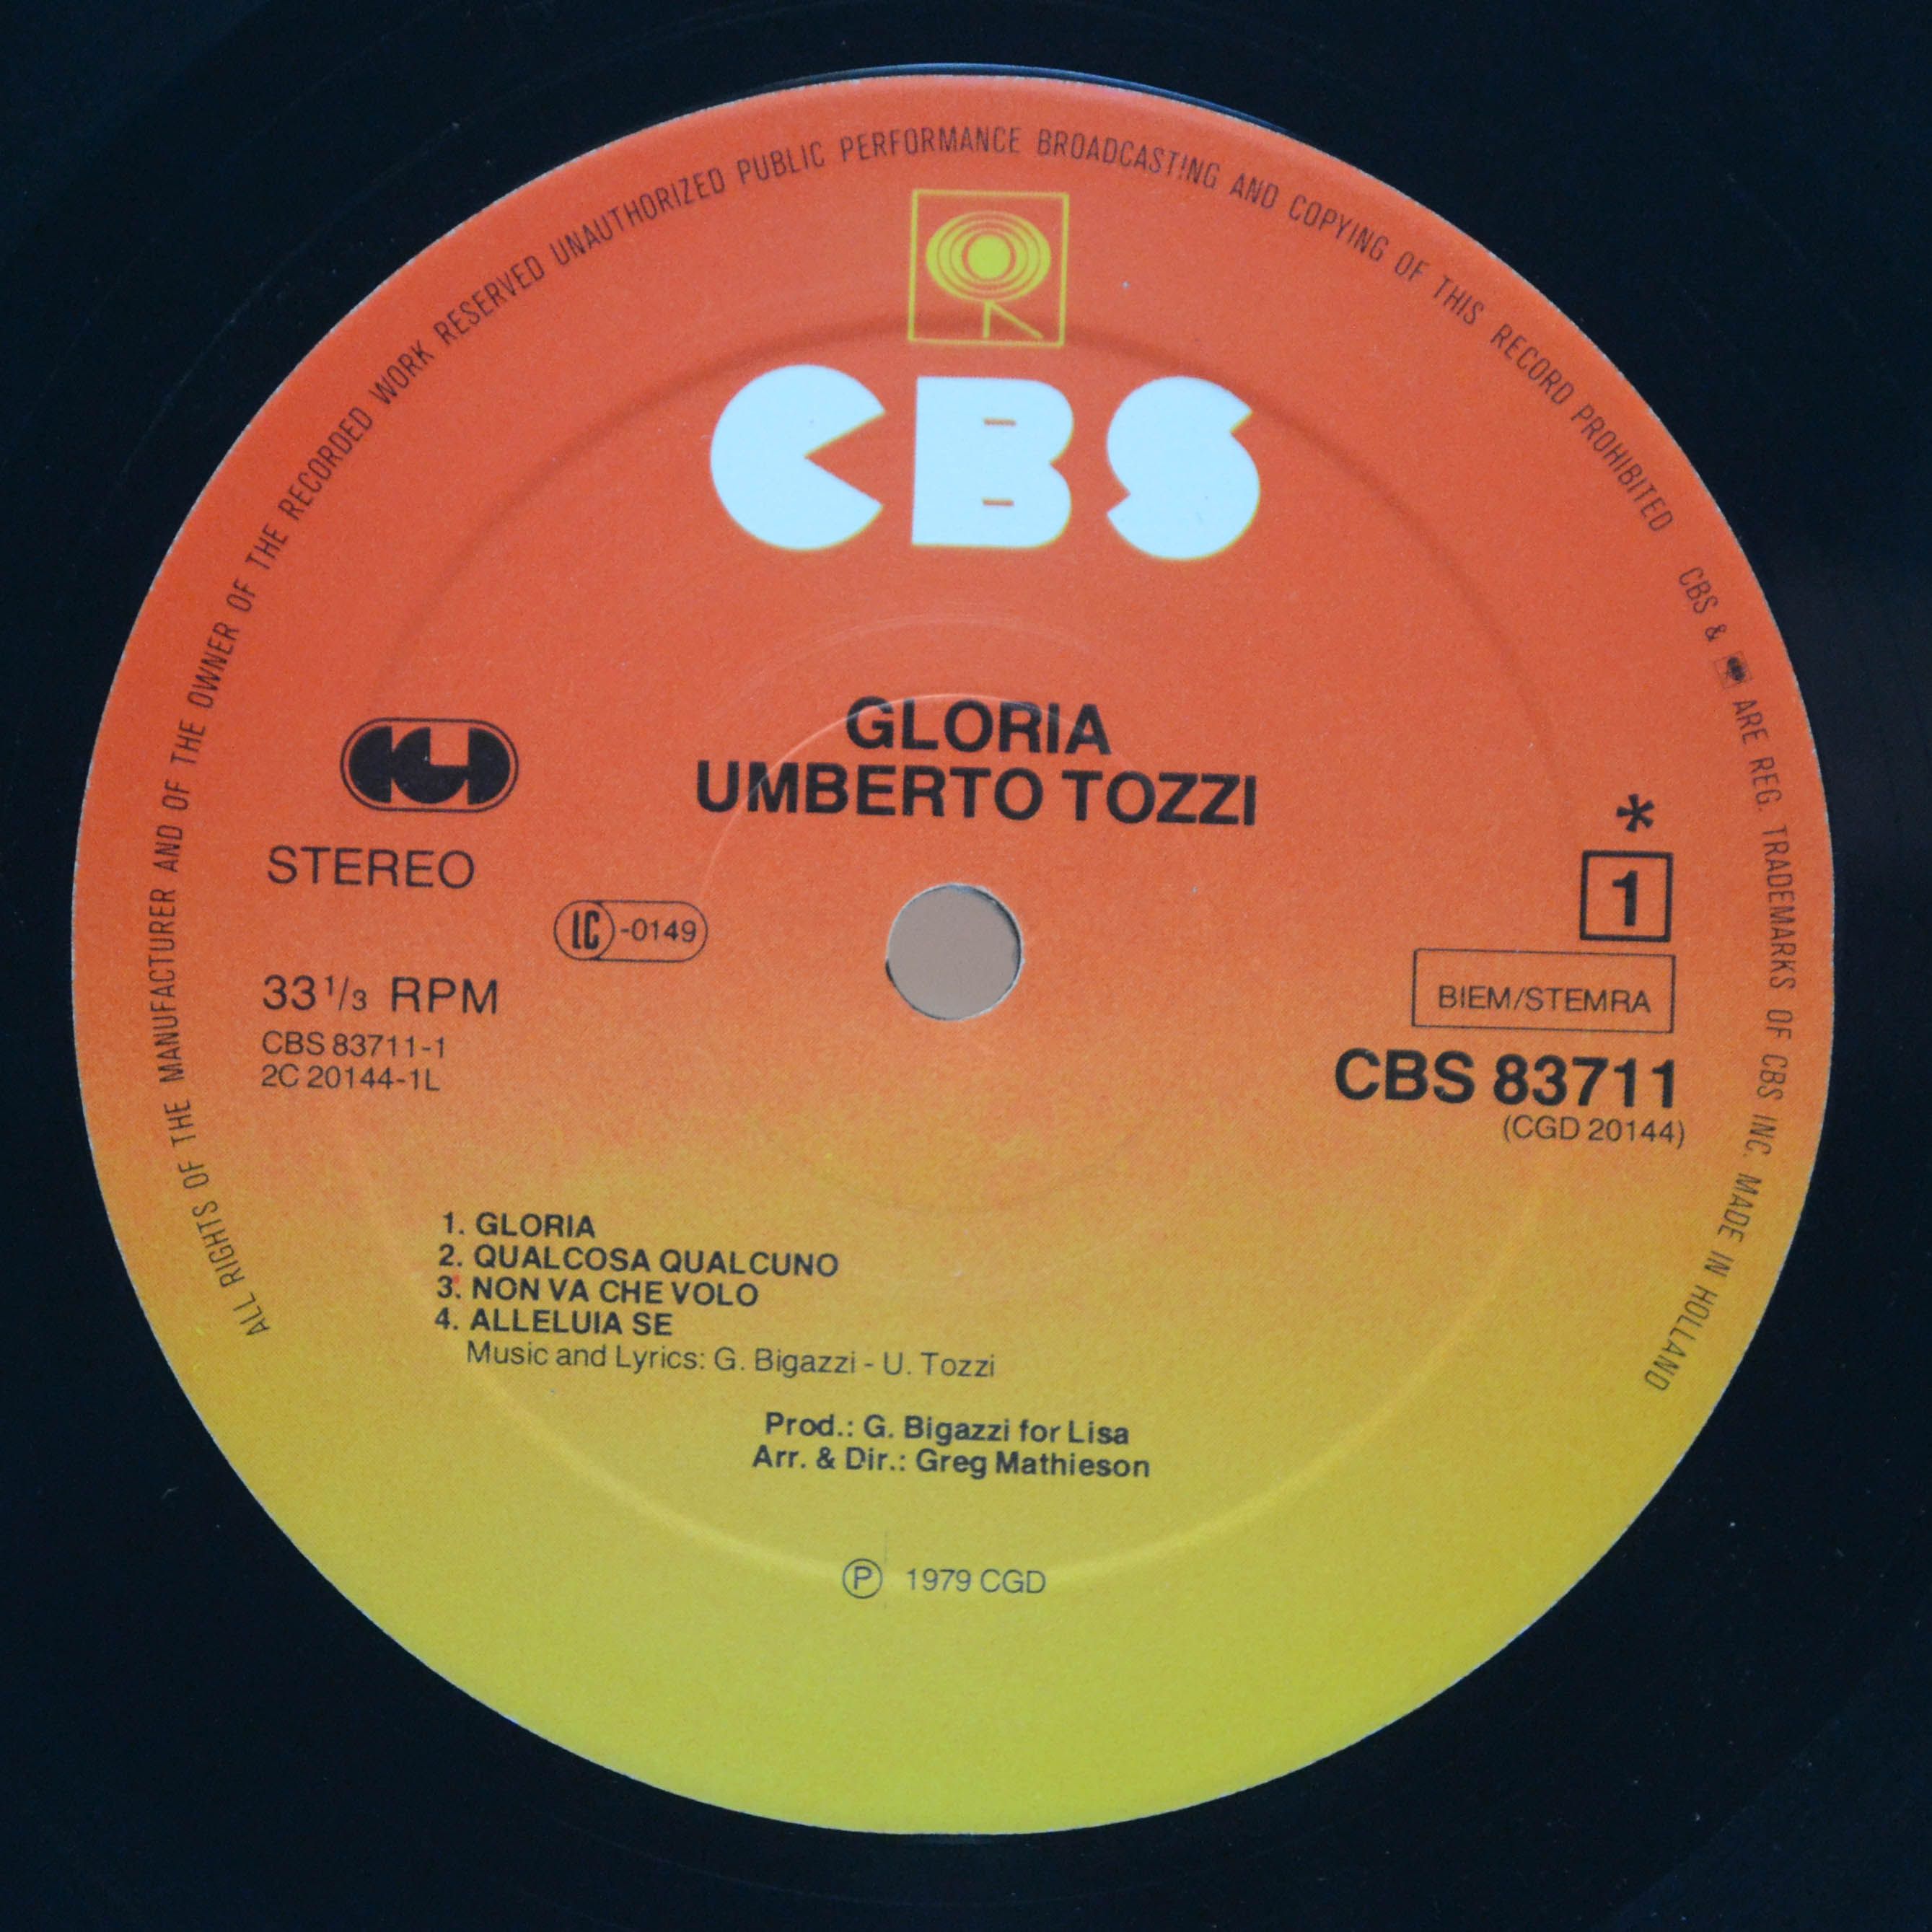 ALL RIGHTS OF THE MANUFACTURER AND OF THE OWNER OF THE RECORDED WORK RESERVED UNAUTHORIZED PUBLIC PERFORMANCE BROADCASTING AND COPYING OF THIS RECORD PROHIBITED CBS & ARE REG. TRADEMARKS OF CBS INC. MADE IN HOLLAND
CBS
GLORIA
UMBERTO TOZZI
CGD
STEREO
LC-0149
33 1/3 RPM
CBS 83711-1
2C 20144-1L
*
1
BIEM/STEMRA
CBS 83711
(CGD 20144)
1. GLORIA
2. QUALCOSA QUALCUNO
3. NON VA CHE VOLO
4. ALLELUIA SE
Music and Lyrics: G. Bigazzi - U. Tozzi
Prod.: G. Bigazzi for Lisa
Arr. & Dir.: Greg Mathieson
Ⓟ 1979 CGD